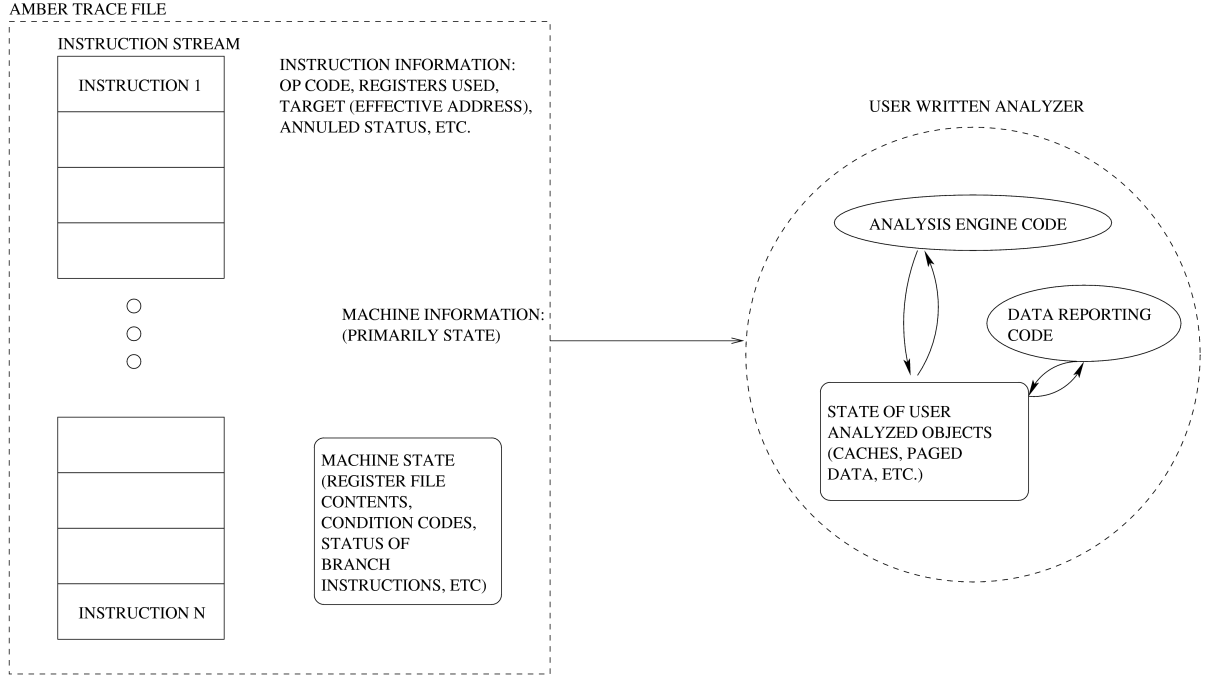 AMBER TRACE FILE
INSTRUCTION STREAM
INSTRUCTION 1
INSTRUCTION INFORMATION:
OP CODE, REGISTERS USED,
TARGET (EFFECTIVE ADDRESS),
ANNULED STATUS, ETC.
MACHINE INFORMATION:
(PRIMARILY STATE)
MACHINE STATE
(REGISTER FILE
CONTENTS,
CONDITION CODES,
STATUS OF
BRANCH
INSTRUCTIONS, ETC)
INSTRUCTION N
USER WRITTEN ANALYZER
ANALYSIS ENGINE CODE
DATA REPORTING
CODE
STATE OF USER
ANALYZED OBJECTS
(CACHES, PAGED
DATA, ETC.)